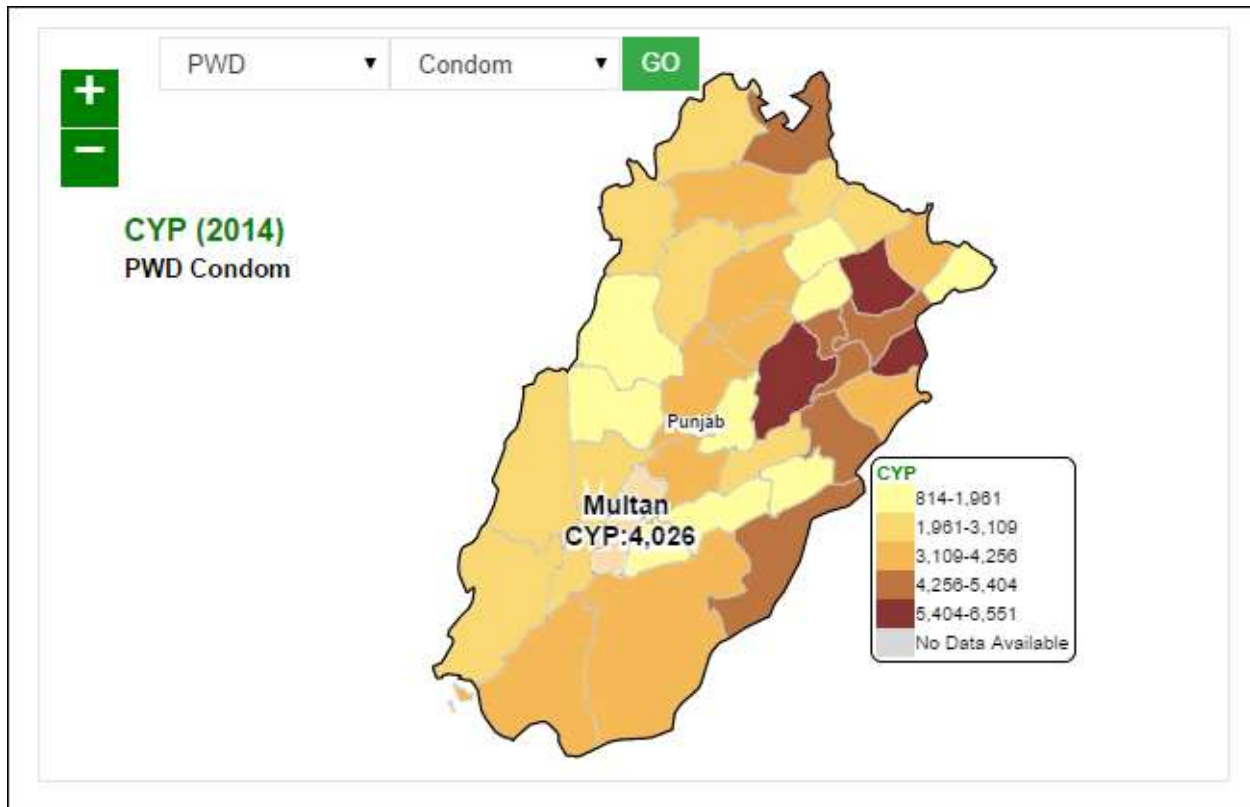 PWD
Condom
GO
+
−
CYP (2014)
PWD Condom
Punjab
Multan
CYP:4,026
CYP
814-1,961
1,961-3,109
3,109-4,256
4,256-5,404
5,404-6,551
No Data Available